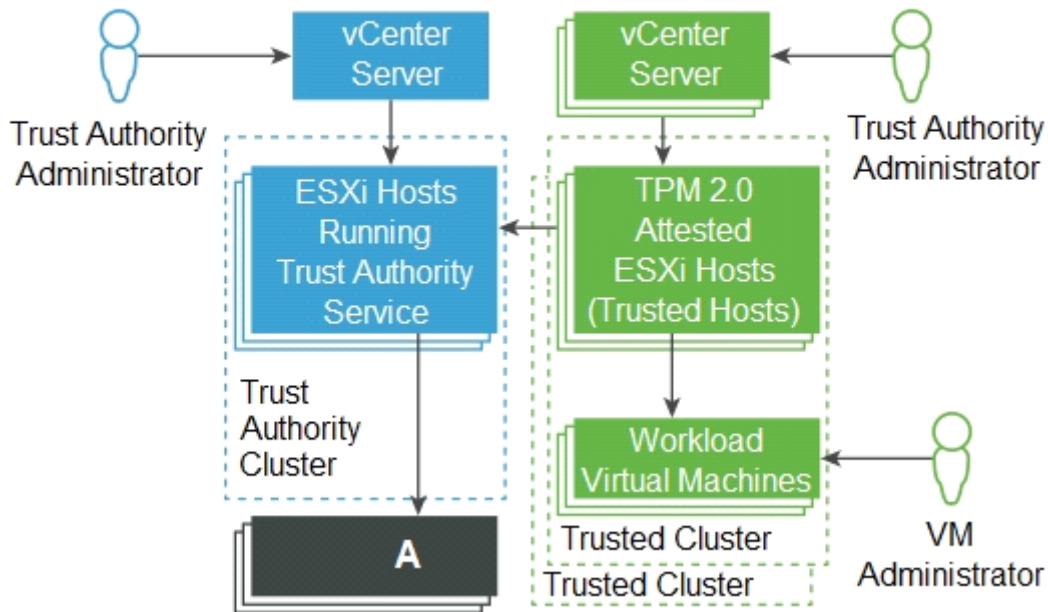 vCenter
Server
vCenter
Server
Trust Authority
Administrator
Trust Authority
Administrator
ESXi Hosts
Running
Trust Authority
Service
TPM 2.0
Attested
ESXi Hosts
(Trusted Hosts)
Trust
Authority
Cluster
Workload
Virtual Machines
A
Trusted Cluster
Trusted Cluster
VM
Administrator